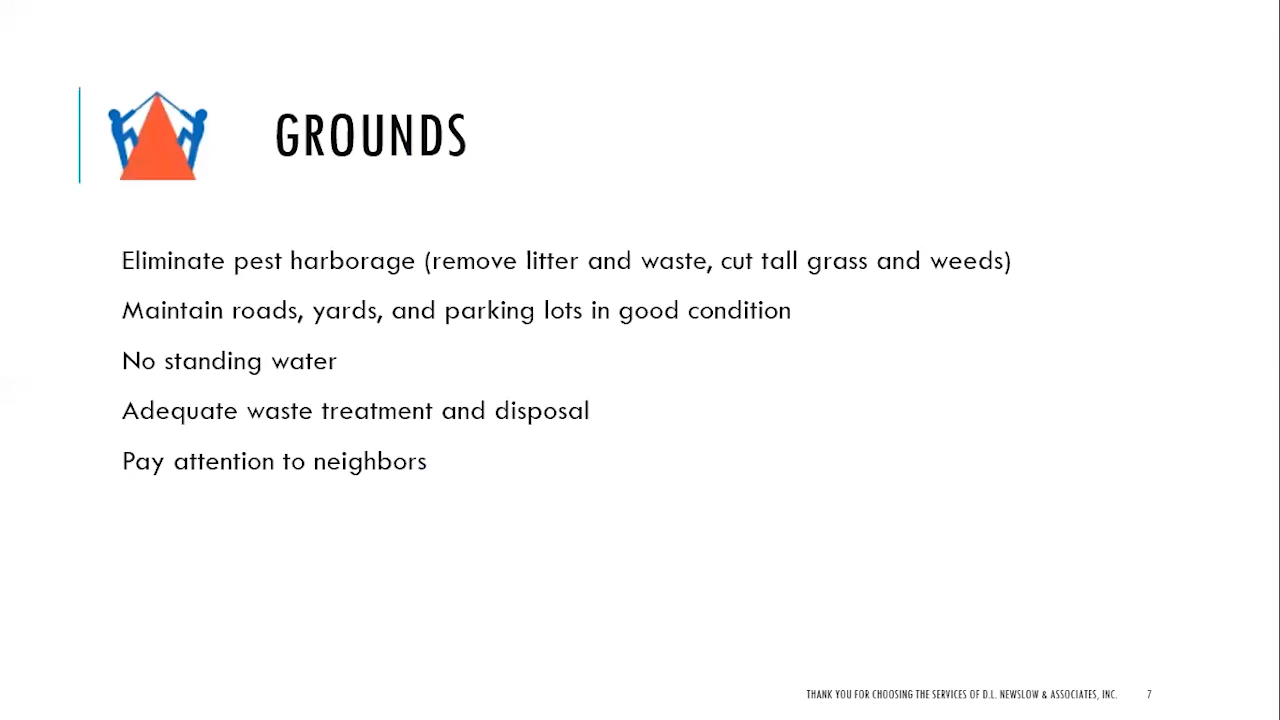 GROUNDS
Eliminate pest harborage (remove litter and waste, cut tall grass and weeds)
Maintain roads, yards, and parking lots in good condition
No standing water
Adequate waste treatment and disposal
Pay attention to neighbors
THANK YOU FOR CHOOSING THE SERVICES OF D.L. NEWSLOW & ASSOCIATES, INC. 7